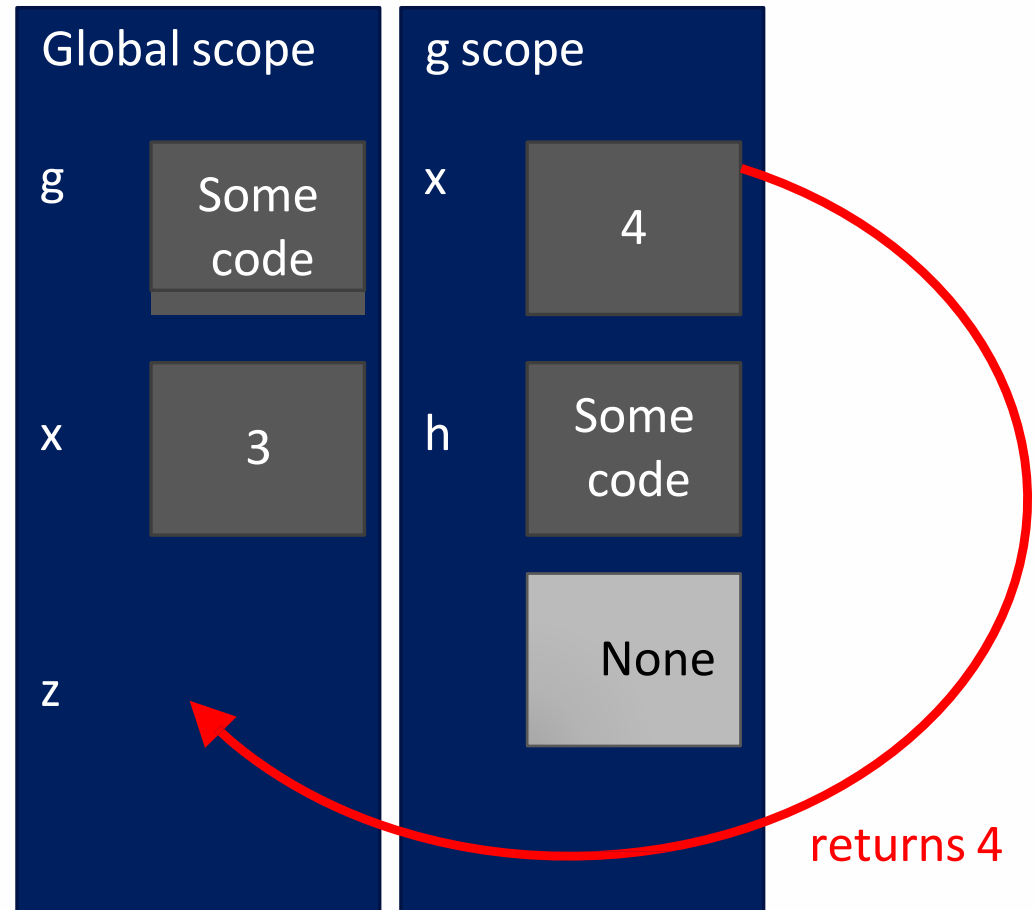 Global scope
g
Some
code
x
3
z
g scope
x
4
h
Some
code
None
returns 4